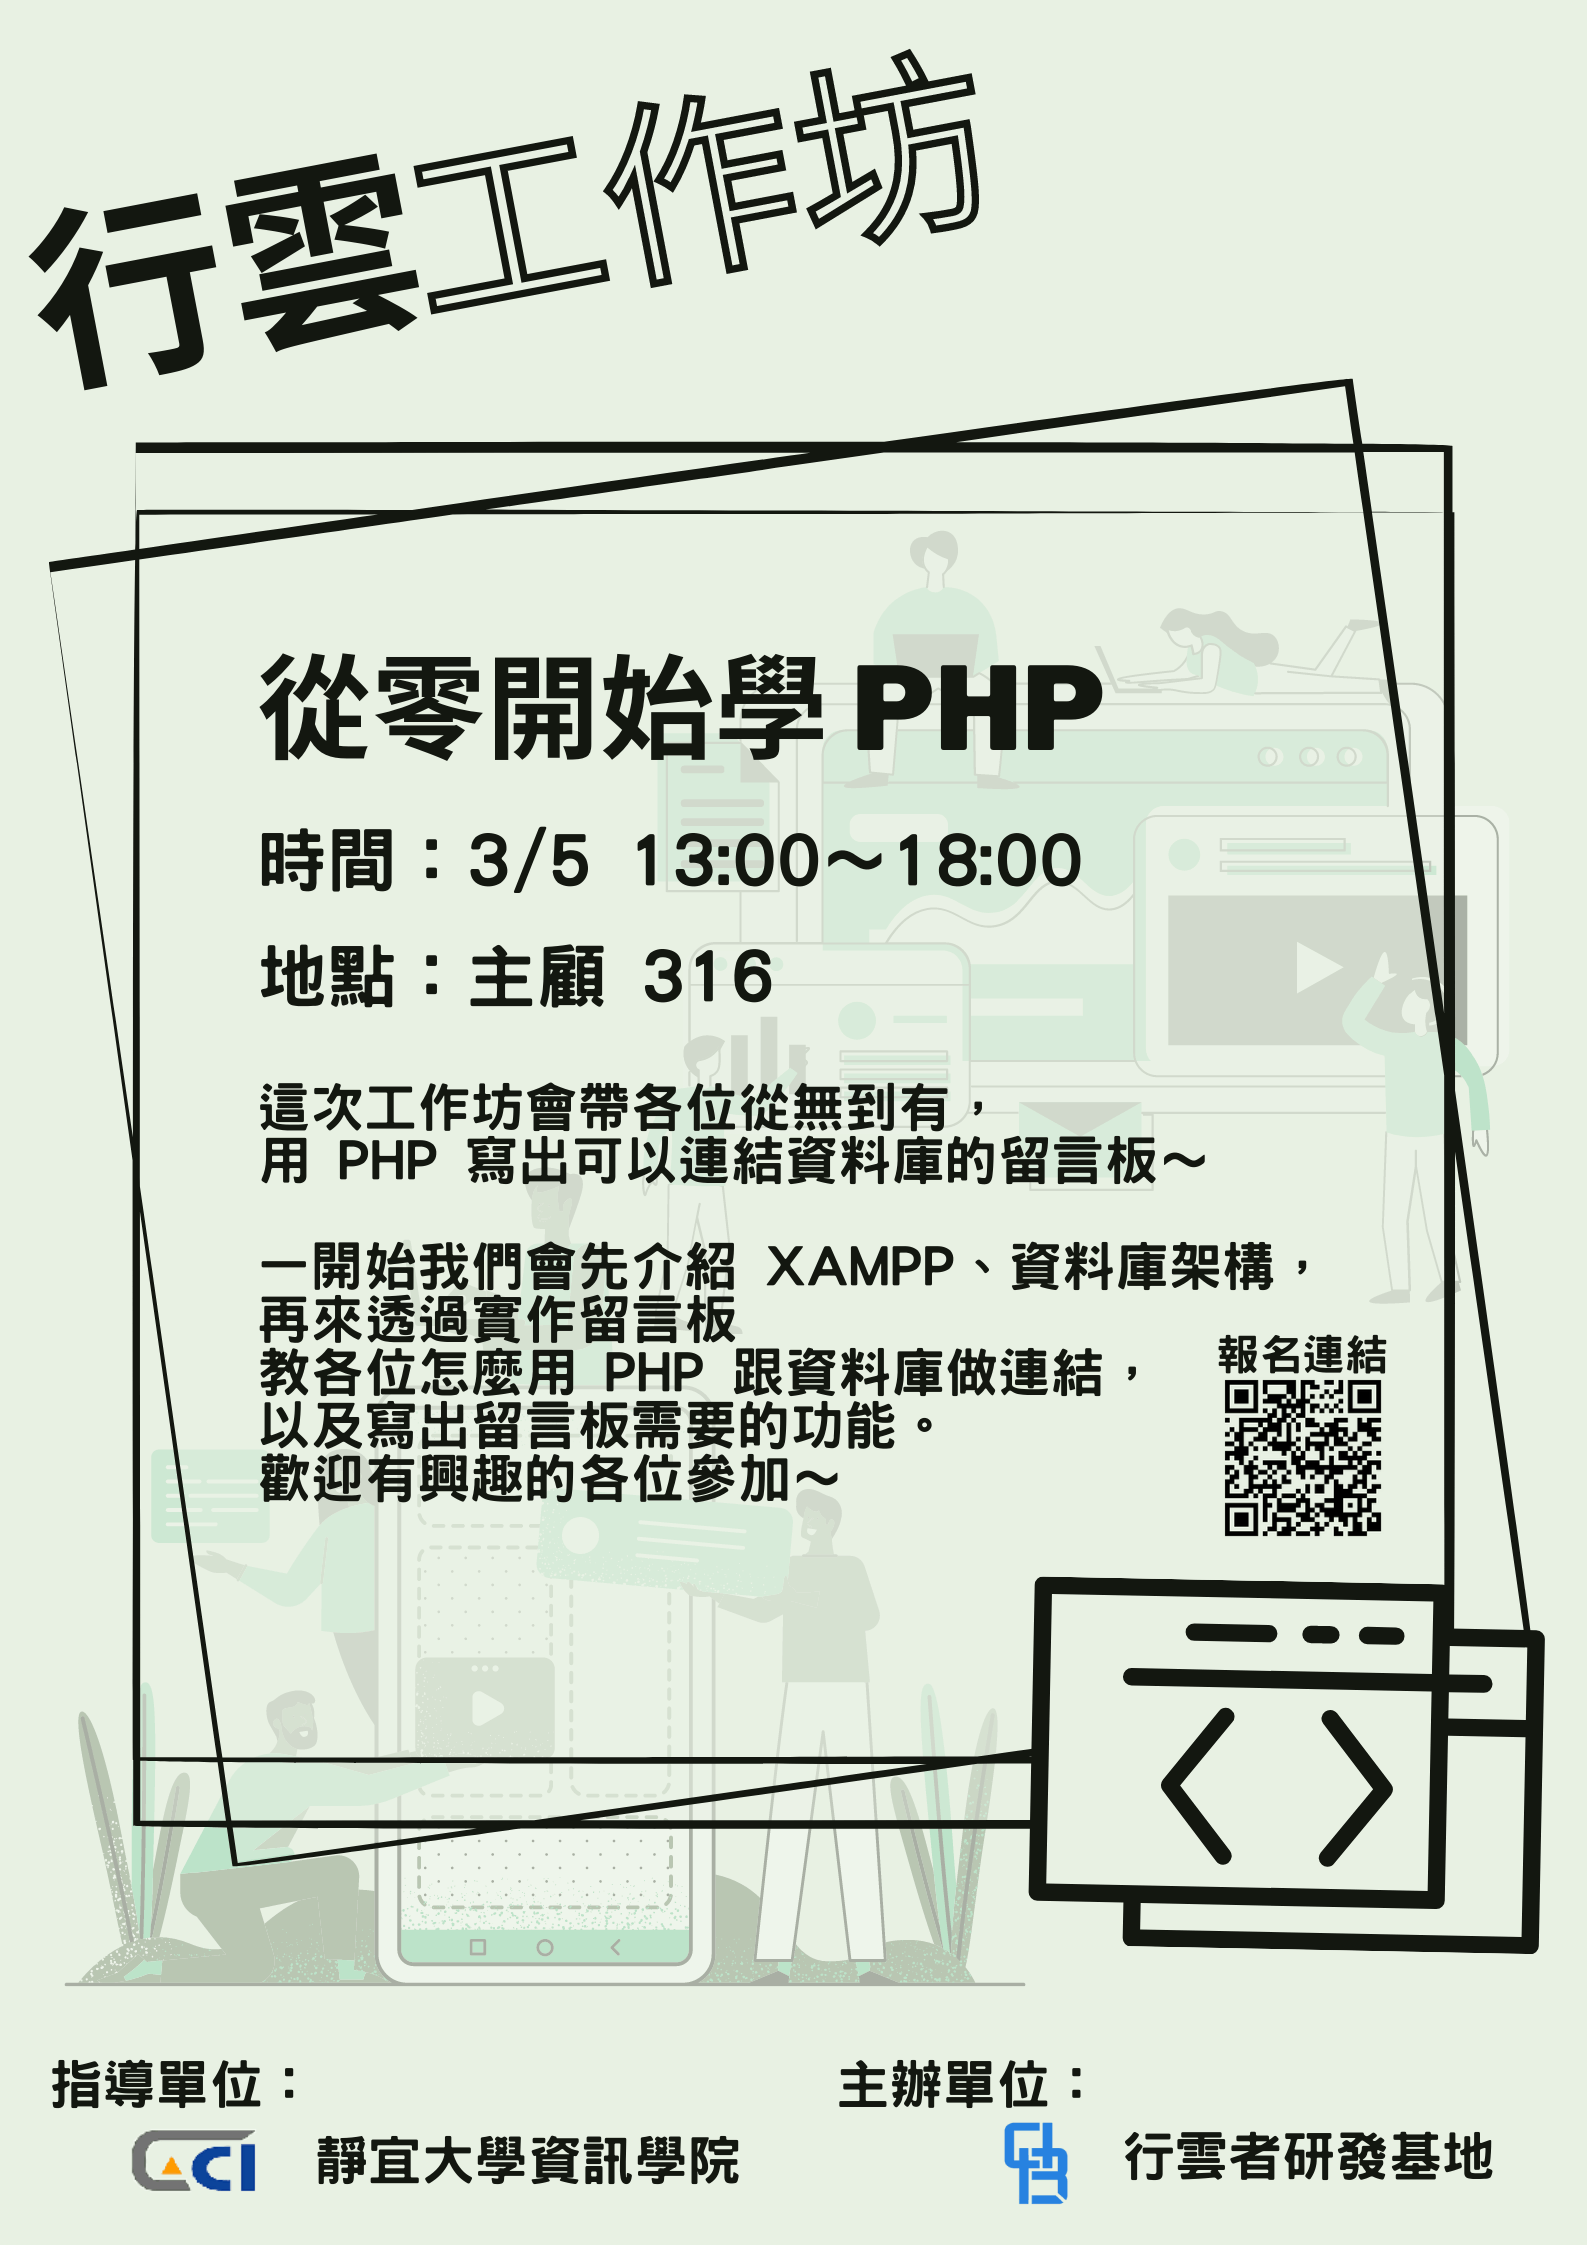 行雲工作坊
從零開始學 PHP
時間：3/5 13:00～18:00
地點：主顧 316
這次工作坊會帶各位從無到有，
用 PHP 寫出可以連結資料庫的留言板～
一開始我們會先介紹 XAMPP、資料庫架構，
再來透過實作留言板
教各位怎麼用 PHP 跟資料庫做連結，
以及寫出留言板需要的功能。
歡迎有興趣的各位參加～
報名連結
指導單位：
CCI 靜宜大學資訊學院
主辦單位：
行雲者研發基地